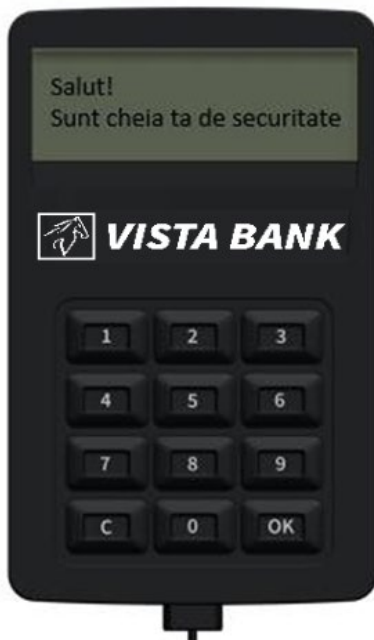 Salut!
Sunt cheia ta de securitate
VISTA BANK
1 2 3
4 5 6
7 8 9
C 0 OK